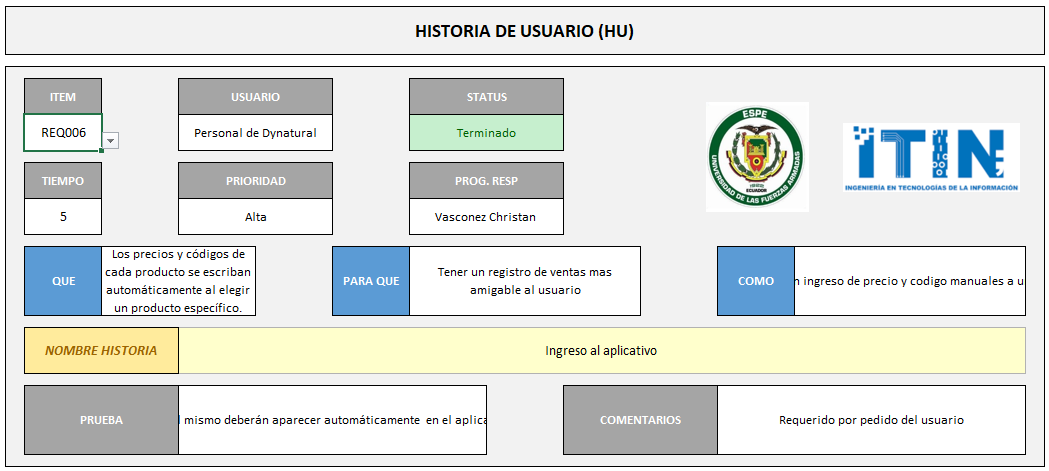 HISTORIA DE USUARIO (HU)
ITEM
USUARIO
STATUS
REQ006
Personal de Dynatural
Terminado
TIEMPO
PRIORIDAD
PROG. RESP
5
Alta
Vasconez Christan
ESPE
UNIVERSIDAD DE LAS FUERZAS ARMADAS
ECUADOR
ITIN
INGENIERÍA EN TECNOLOGÍAS DE LA INFORMACIÓN
QUE
Los precios y códigos de
cada producto se escriban
automáticamente al elegir
un producto específico.
PARA QUE
Tener un registro de ventas mas
amigable al usuario
COMO
n ingreso de precio y codigo manuales a u
NOMBRE HISTORIA
Ingreso al aplicativo
PRUEBA
l mismo deberán aparecer automáticamente en el aplica
COMENTARIOS
Requerido por pedido del usuario